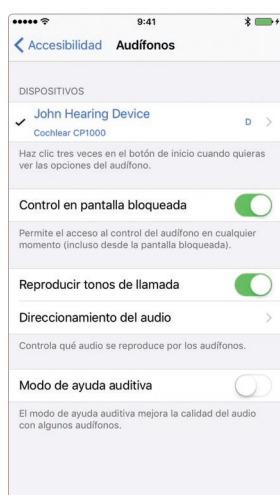 9:41
Accesibilidad Audífonos
DISPOSITIVOS
John Hearing Device
Cochlear CP1000
D
Haz clic tres veces en el botón de inicio cuando quieras
ver las opciones del audífono.
Control en pantalla bloqueada
Permite el acceso al control del audífono en cualquier
momento (incluso desde la pantalla bloqueada).
Reproducir tonos de llamada
Direccionamiento del audio
Controla qué audio se reproduce por los audífonos.
Modo de ayuda auditiva
El modo de ayuda auditiva mejora la calidad del audio
con algunos audífonos.